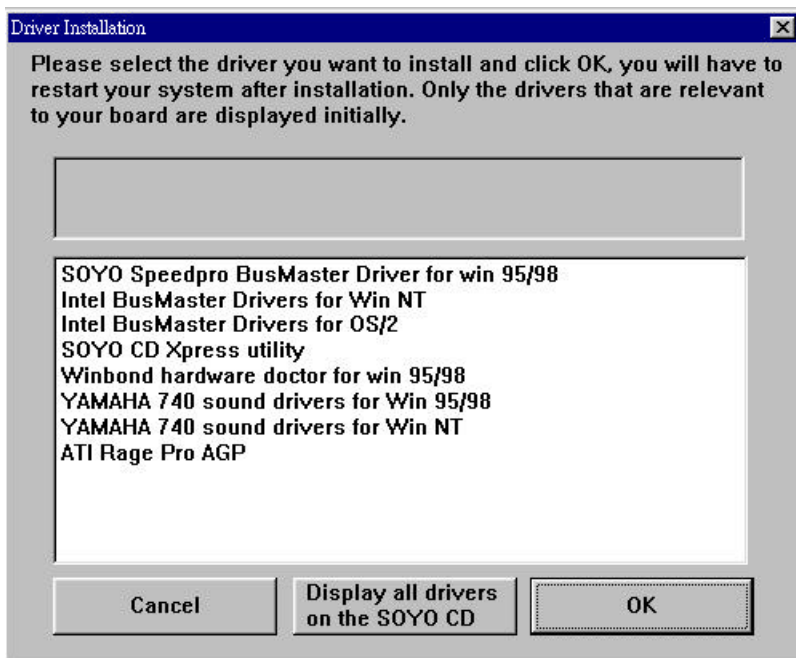 Driver Installation
Please select the driver you want to install and click OK, you will have to
restart your system after installation. Only the drivers that are relevant
to your board are displayed initially.
SOYO Speedpro BusMaster Driver for win 95/98
Intel BusMaster Drivers for Win NT
Intel BusMaster Drivers for OS/2
SOYO CD Xpress utility
Winbond hardware doctor for win 95/98
YAMAHA 740 sound drivers for Win 95/98
YAMAHA 740 sound drivers for Win NT
ATI Rage Pro AGP
Cancel
Display all drivers
on the SOYO CD
OK